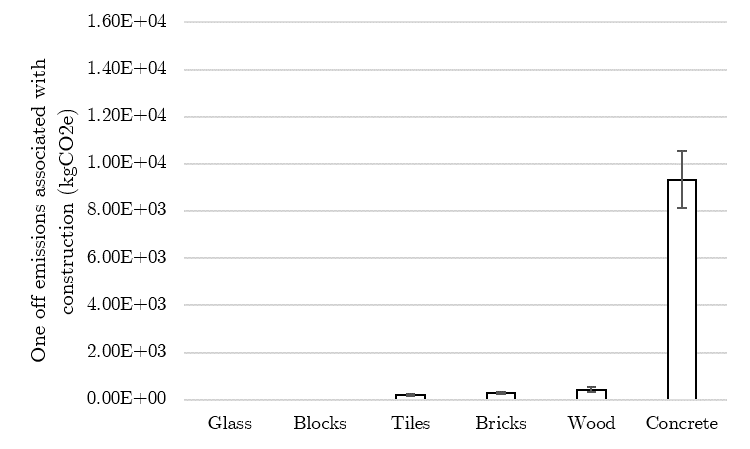 One off emissions associated with
construction (kgCO2e)
1.60E+04
1.40E+04
1.20E+04
1.00E+04
8.00E+03
6.00E+03
4.00E+03
2.00E+03
0.00E+00
Glass Blocks Tiles Bricks Wood Concrete